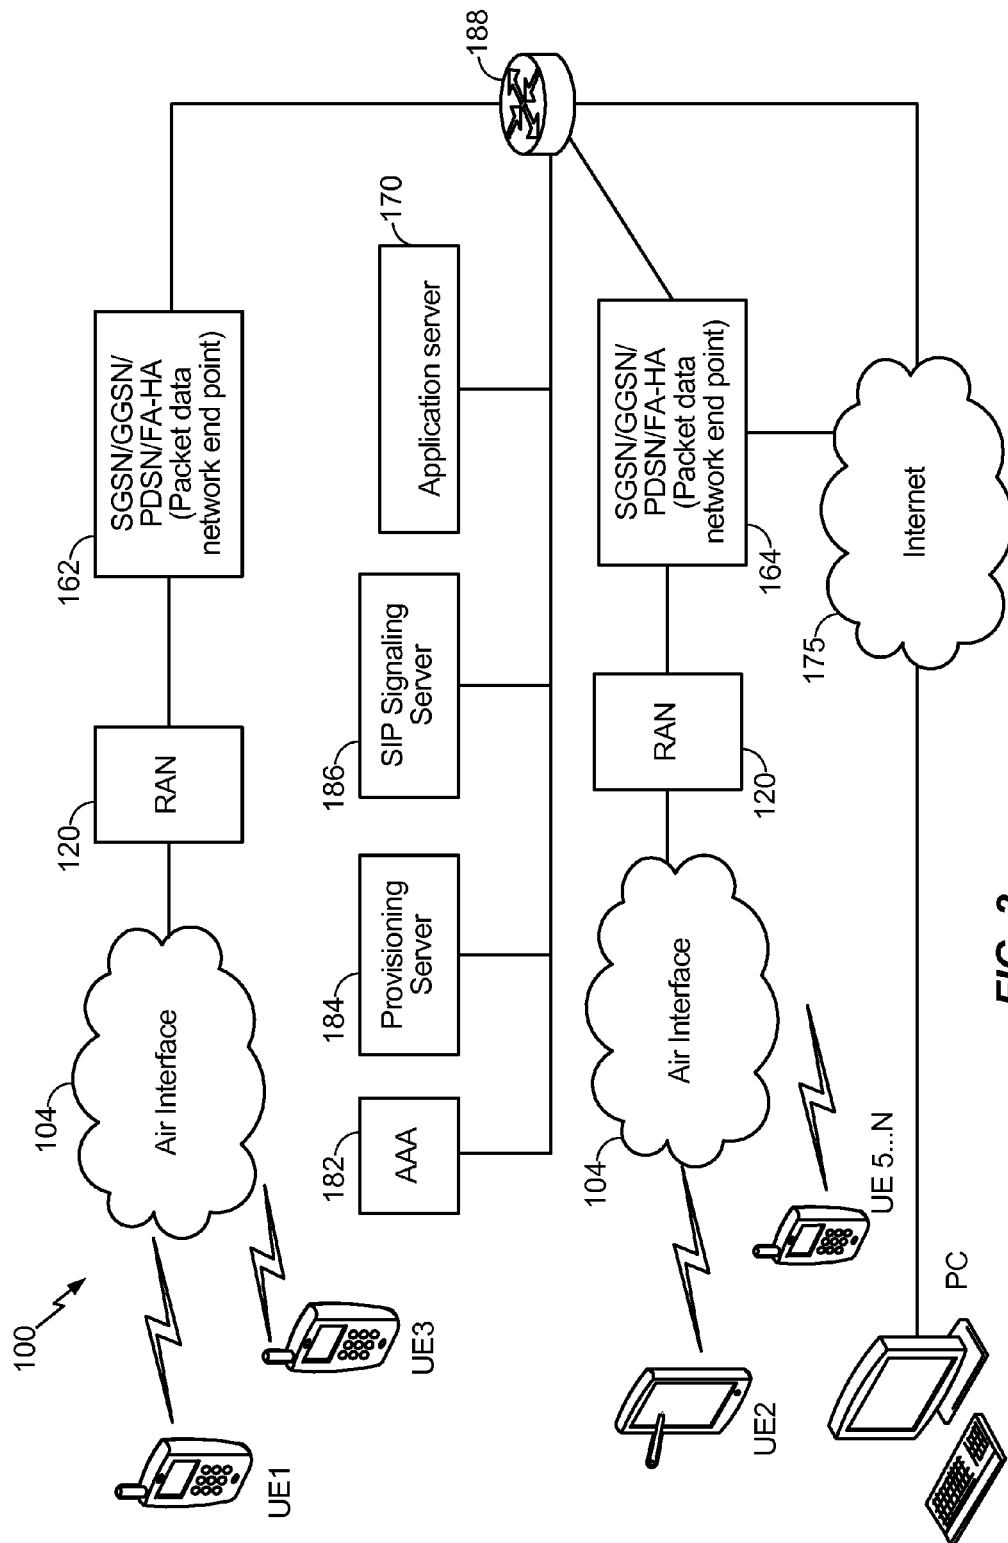 100
UE1
UE3
104
Air Interface
120
RAN
162
SGSN/GGSN/
PDSN/FA-HA
(Packet data
network end point)
182
AAA
184
Provisioning
Server
186
SIP Signaling
Server
Application server
170
188
UE2
UE 5...N
104
Air Interface
RAN
120
SGSN/GGSN/
PDSN/FA-HA
(Packet data
network end point)
164
PC
175
Internet